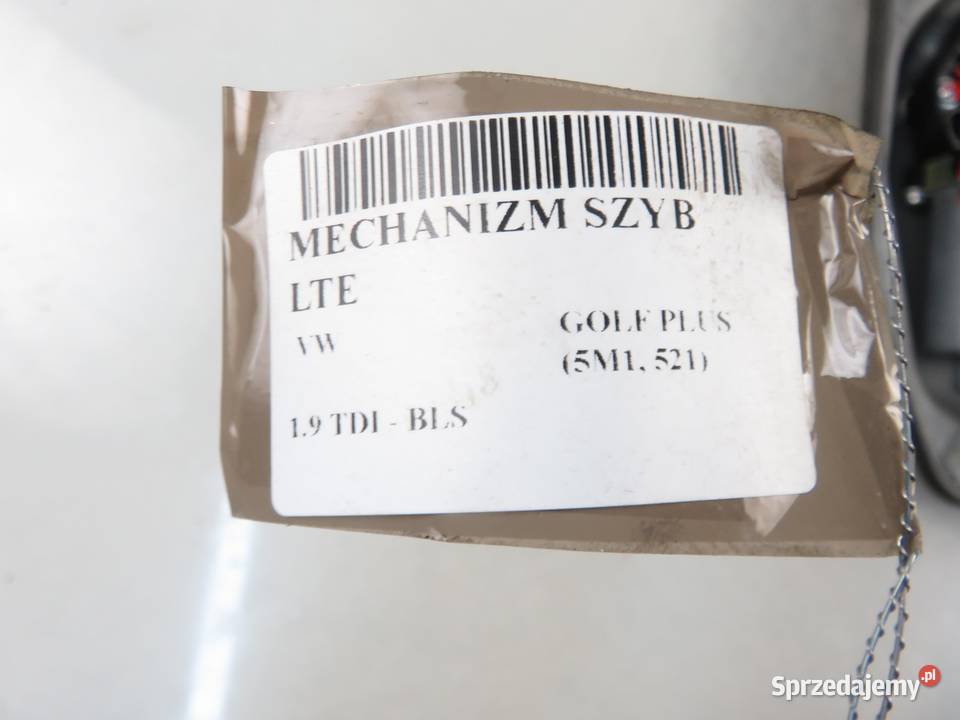 MECHANIZM SZYB
LTE
VW
GOLF PLUS
(5M1, 521)
1.9 TDI - BLS
Sprzedajemy.pl